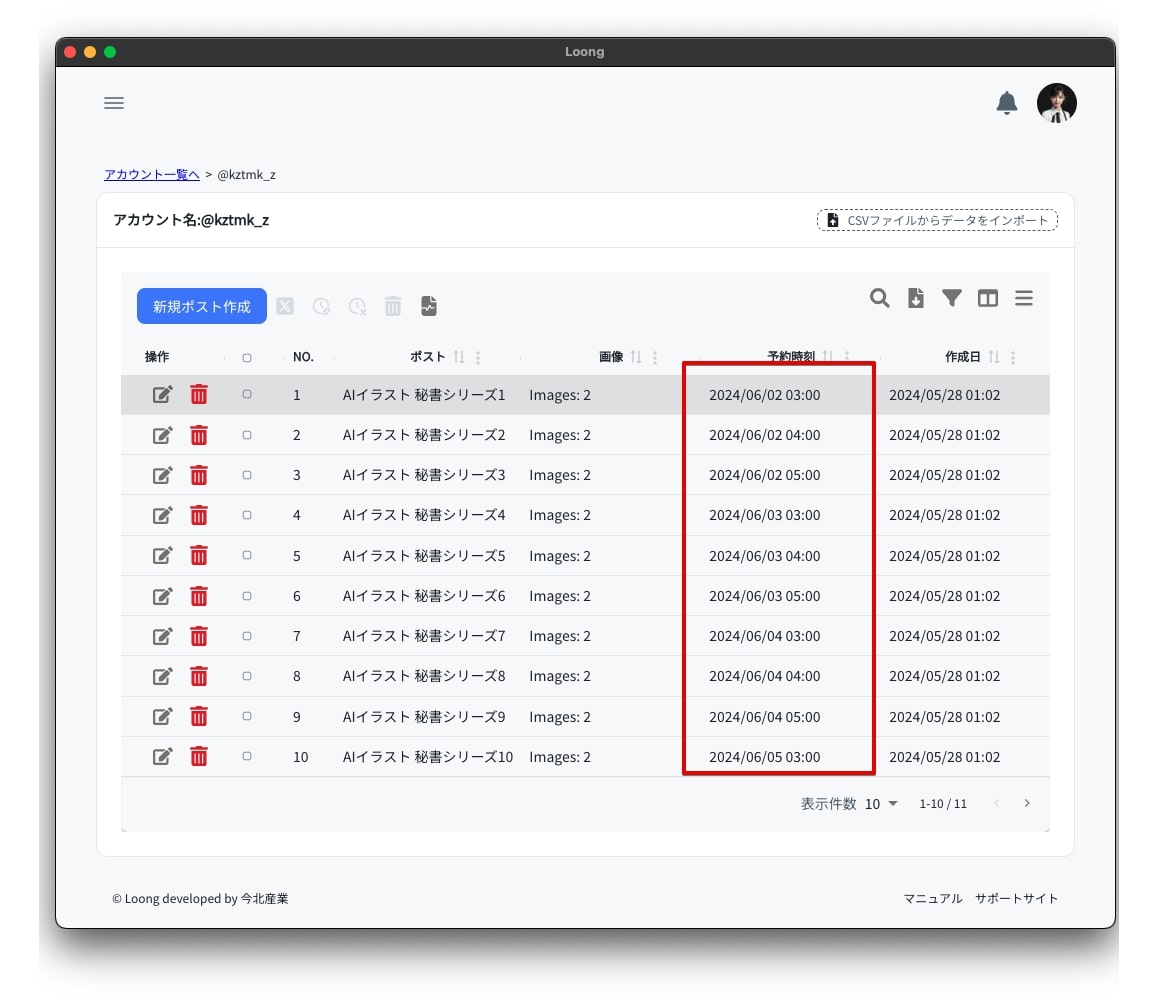 Loong
アカウント一覧へ > @kztmk_z
アカウント名:@kztmk_z
CSVファイルからデータをインポート
新規ポスト作成
操作 NO. ポスト 画像 予約時刻 作成日
1 AIイラスト 秘書シリーズ1 Images: 2 2024/06/02 03:00 2024/05/28 01:02
2 AIイラスト 秘書シリーズ2 Images: 2 2024/06/02 04:00 2024/05/28 01:02
3 AIイラスト 秘書シリーズ3 Images: 2 2024/06/02 05:00 2024/05/28 01:02
4 AIイラスト 秘書シリーズ4 Images: 2 2024/06/03 03:00 2024/05/28 01:02
5 AIイラスト 秘書シリーズ5 Images: 2 2024/06/03 04:00 2024/05/28 01:02
6 AIイラスト 秘書シリーズ6 Images: 2 2024/06/03 05:00 2024/05/28 01:02
7 AIイラスト 秘書シリーズ7 Images: 2 2024/06/04 03:00 2024/05/28 01:02
8 AIイラスト 秘書シリーズ8 Images: 2 2024/06/04 04:00 2024/05/28 01:02
9 AIイラスト 秘書シリーズ9 Images: 2 2024/06/04 05:00 2024/05/28 01:02
10 AIイラスト 秘書シリーズ10 Images: 2 2024/06/05 03:00 2024/05/28 01:02
表示件数 10 1-10 / 11
© Loong developed by 今北産業
マニュアル サポートサイト